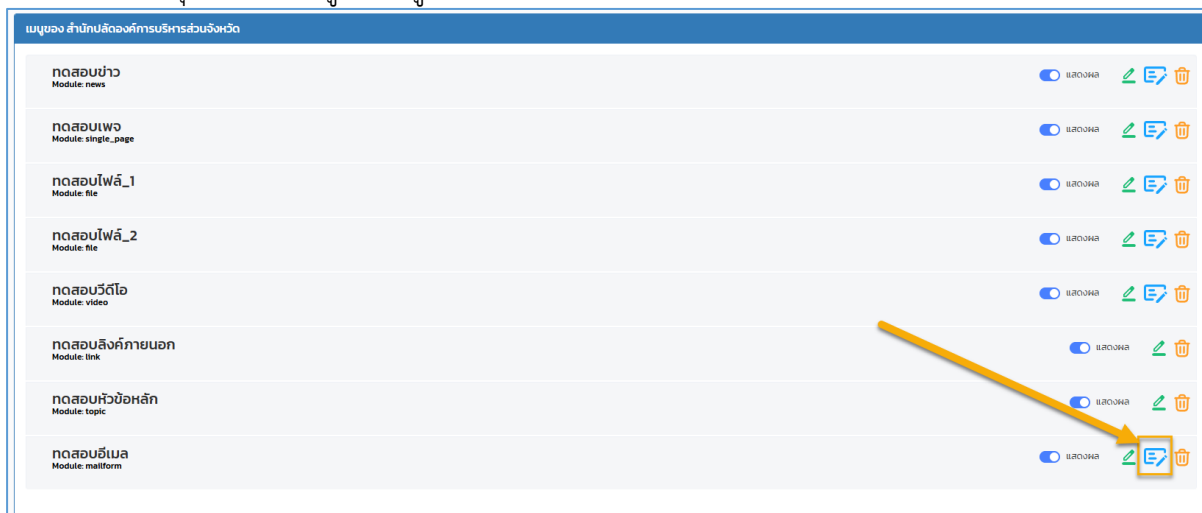 เมนูของ สำนักปลัดองค์การบริหารส่วนจังหวัด
ทดสอบข่าว
แสดงผล
Module: news
ทดสอบเพจ
แสดงผล
Module: single_page
ทดสอบไฟล์_1
แสดงผล
Module: file
ทดสอบไฟล์_2
แสดงผล
Module: file
ทดสอบวีดีโอ
แสดงผล
Module: video
ทดสอบลิงค์ภายนอก
แสดงผล
Module: link
ทดสอบหัวข้อหลัก
แสดงผล
Module: topic
ทดสอบอีเมล
แสดงผล
Module: mailform